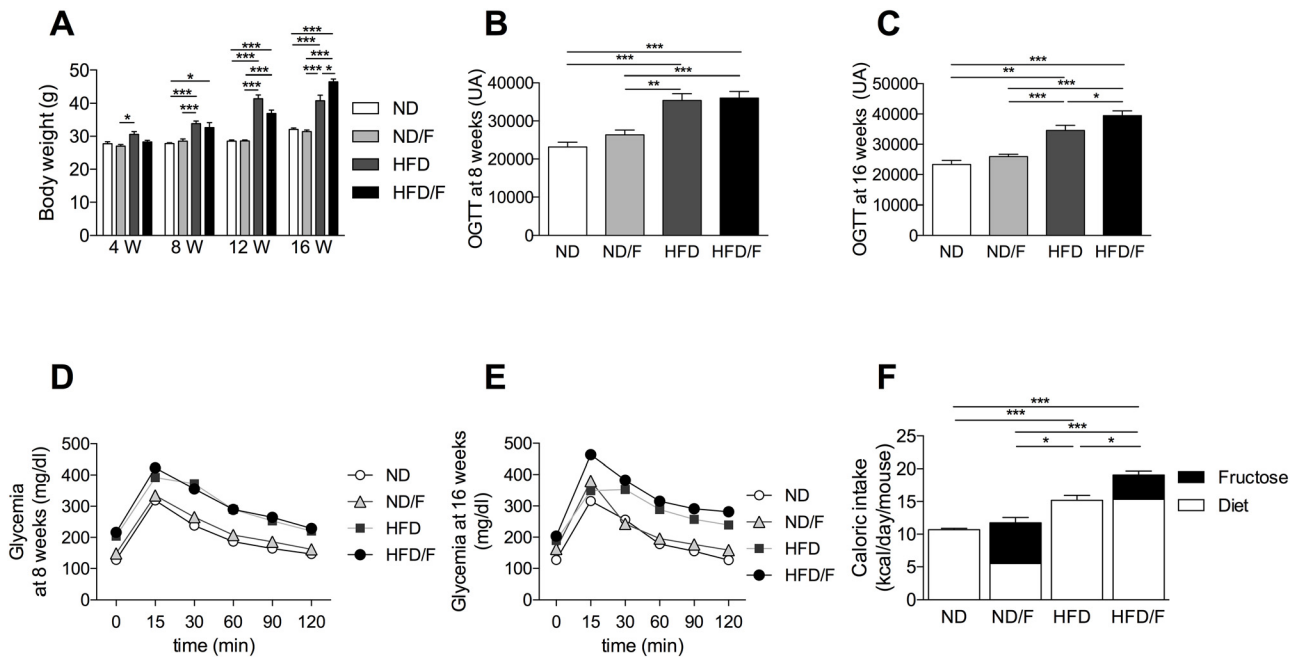 A
*** *** *** ***
*** *** * ***
*** *** ***
* *** *** *** *
50
40
30
20
10
0
Body weight (g)
4 W 8 W 12 W 16 W
ND
ND/F
HFD
HFD/F
B
***
***
***
**
40000
30000
20000
10000
0
OGTT at 8 weeks (UA)
ND ND/F HFD HFD/F
C
***
**
***
*** *
50000
40000
30000
20000
10000
0
OGTT at 16 weeks (UA)
ND ND/F HFD HFD/F
D
500
400
300
200
100
0
Glycemia
at 8 weeks (mg/dl)
0 15 30 60 90 120
time (min)
ND
ND/F
HFD
HFD/F
E
500
400
300
200
100
0
Glycemia at 16 weeks
(mg/dl)
0 15 30 60 90 120
time (min)
ND
ND/F
HFD
HFD/F
F
***
***
***
* *
25
20
15
10
5
0
Caloric intake
(kcal/day/mouse)
ND ND/F HFD HFD/F
Fructose
Diet